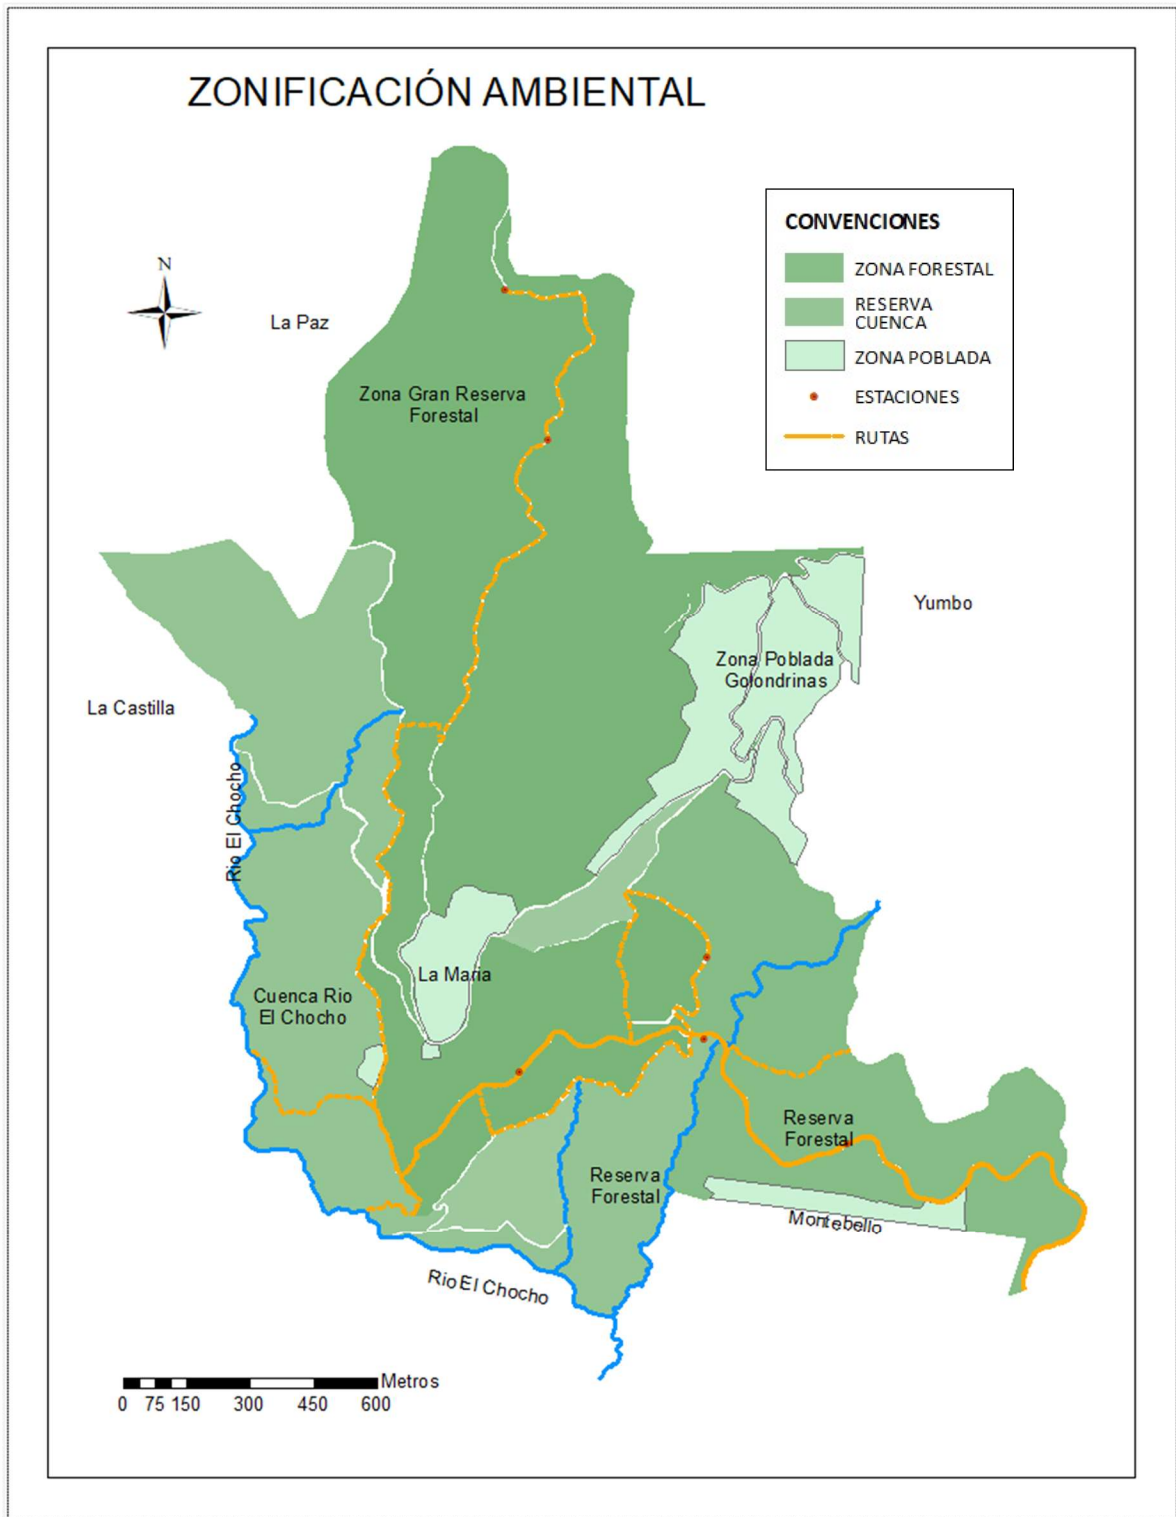 ZONIFICACIÓN AMBIENTAL
CONVENCIONES
ZONA FORESTAL
RESERVA
CUENCA
ZONA POBLADA
ESTACIONES
RUTAS
N
La Paz
Zona Gran Reserva
Forestal
Yumbo
Zona Poblada
Golondrinas
La Castilla
Rio El Chocho
La Maria
Cuenca Rio
El Chocho
Reserva
Forestal
Reserva
Forestal
Montebello
Rio El Chocho
Metros
0 75 150 300 450 600